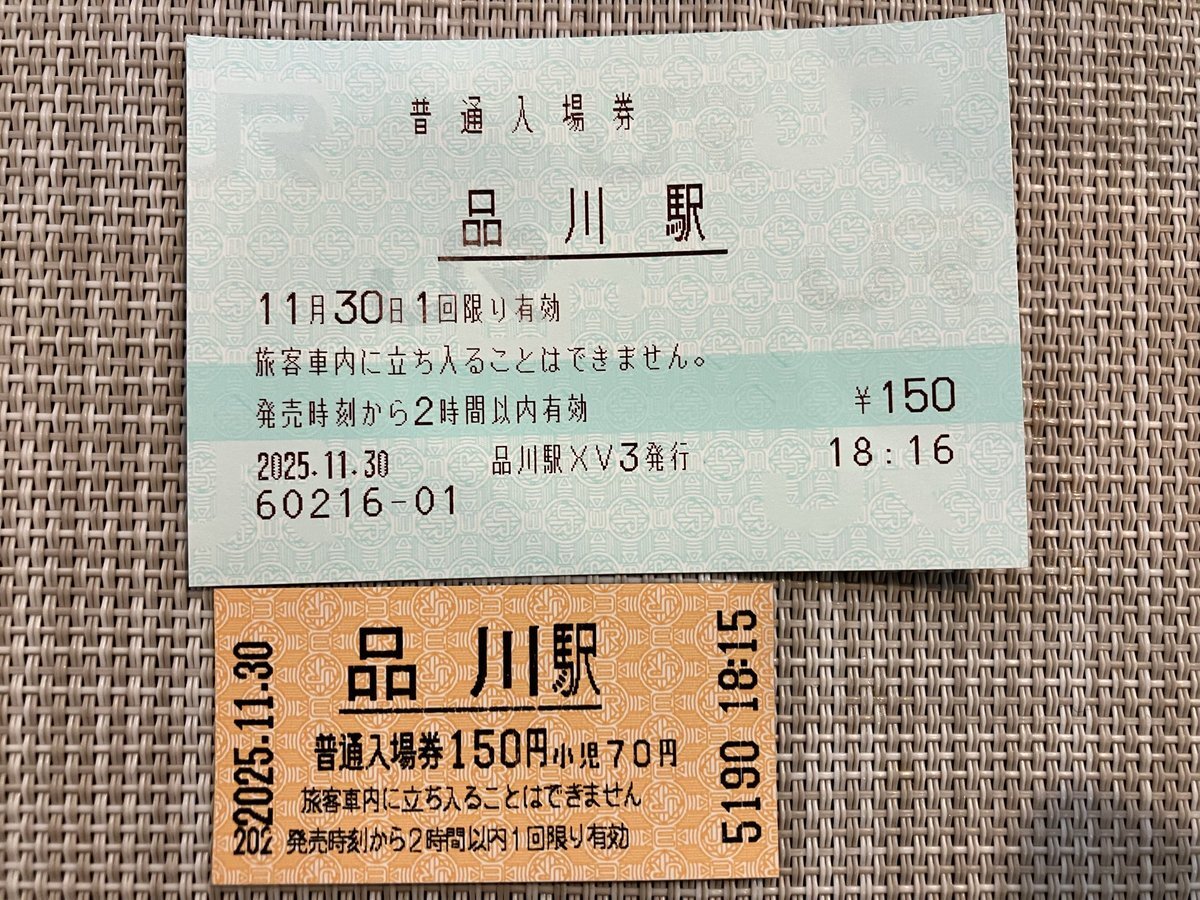 普通入場券
品川駅
11月30日1回限り有効
旅客車内に立ち入ることはできません。
発売時刻から2時間以内有効
¥150
2025.11.30 品川駅XV3発行 18:16
60216-01
2025.11.30
202
品川駅
普通入場券150円小児70円
旅客車内に立ち入ることはできません
発売時刻から2時間以内1回限り有効
5190 18:15